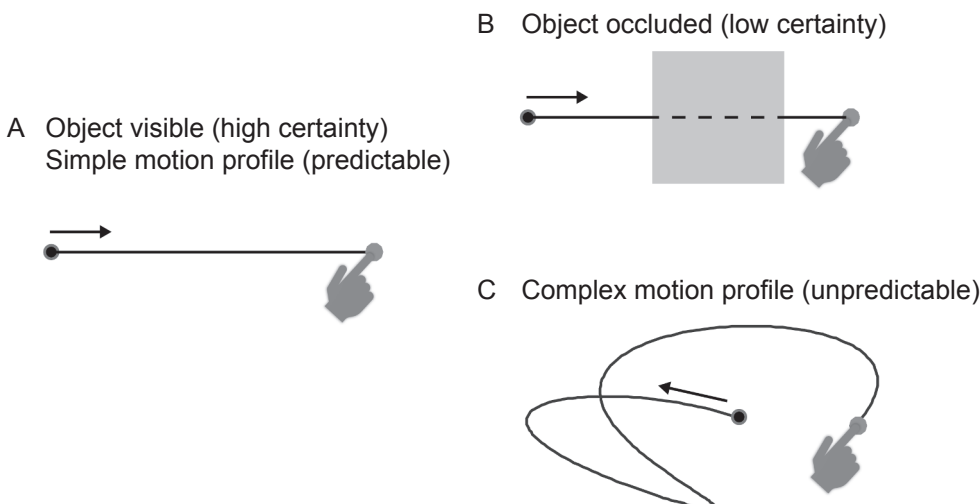 A Object visible (high certainty)
Simple motion profile (predictable)
B Object occluded (low certainty)
C Complex motion profile (unpredictable)